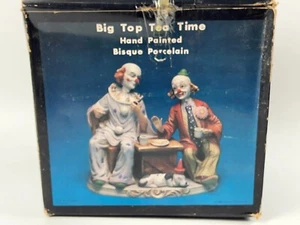 Big Top Tea Time
Hand Painted
Bisque Porcelain